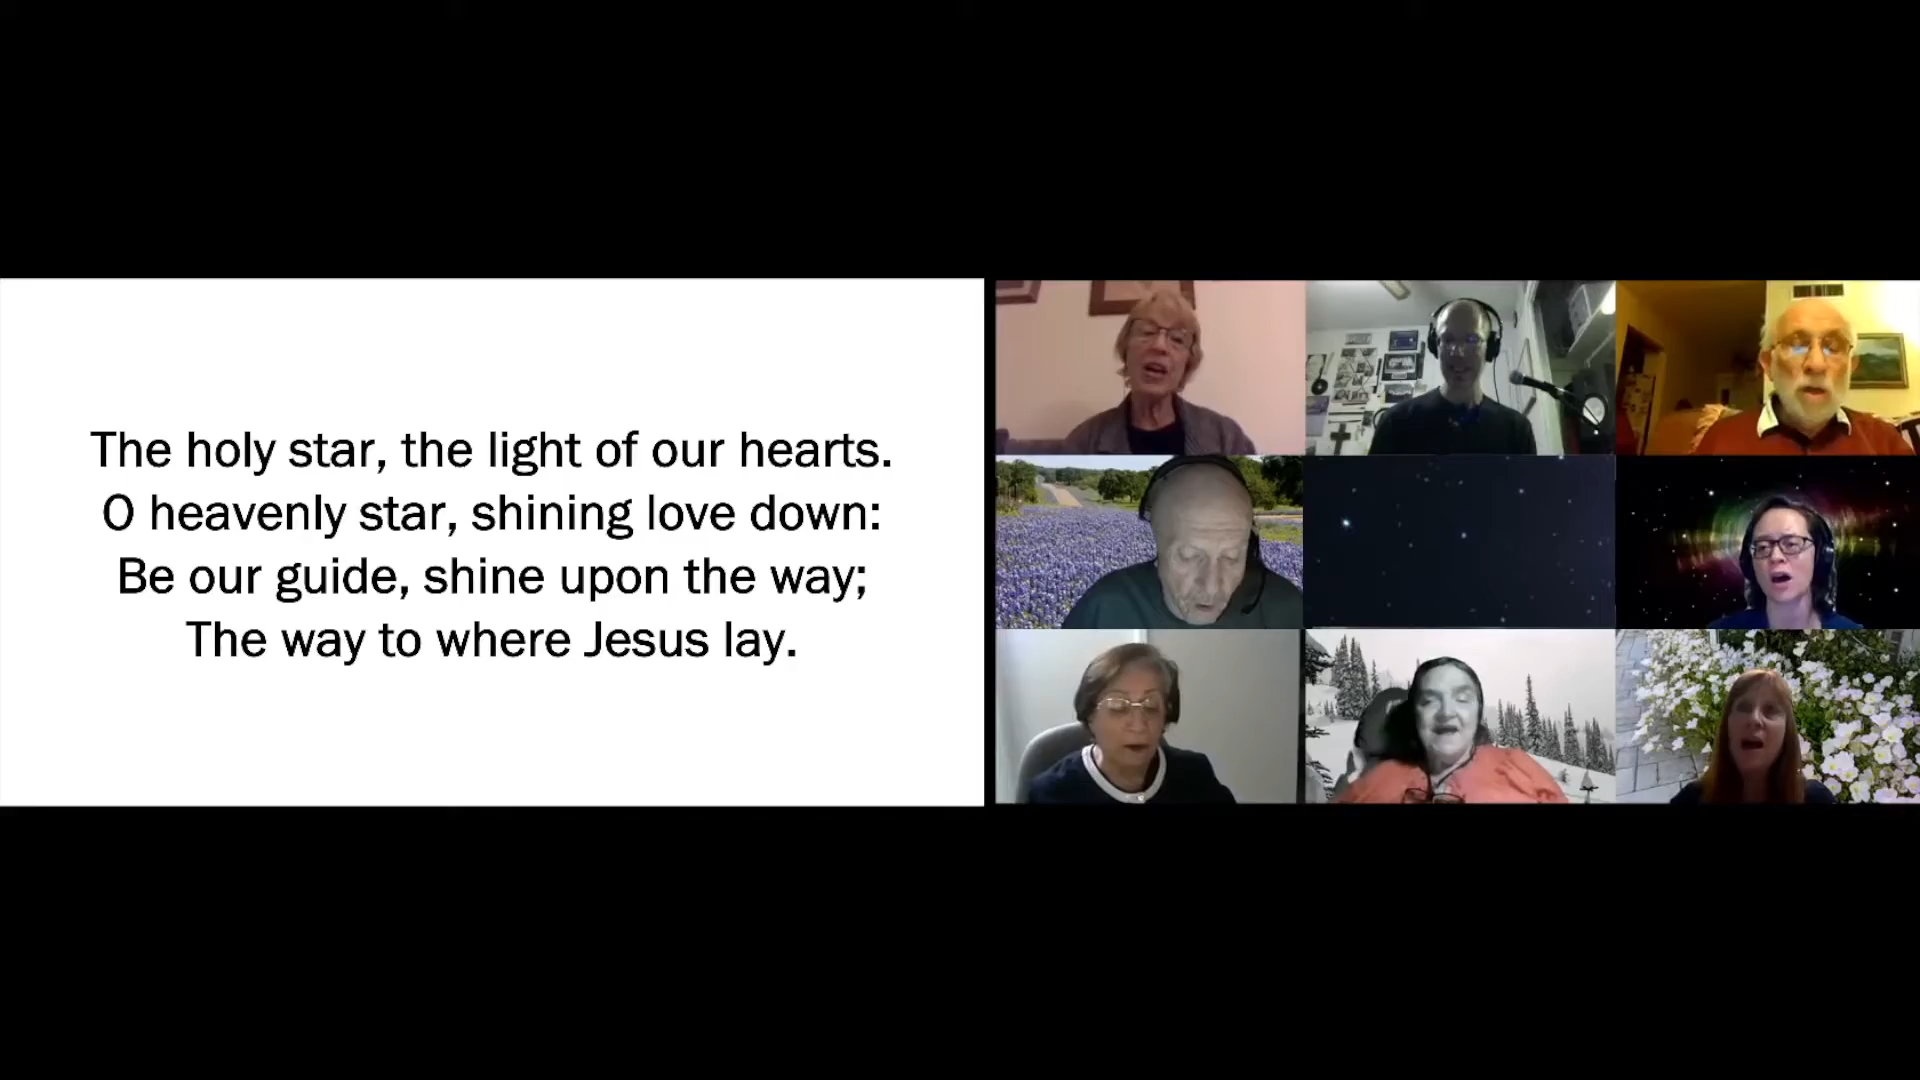 The holy star, the light of our hearts.
O heavenly star, shining love down:
Be our guide, shine upon the way;
The way to where Jesus lay.